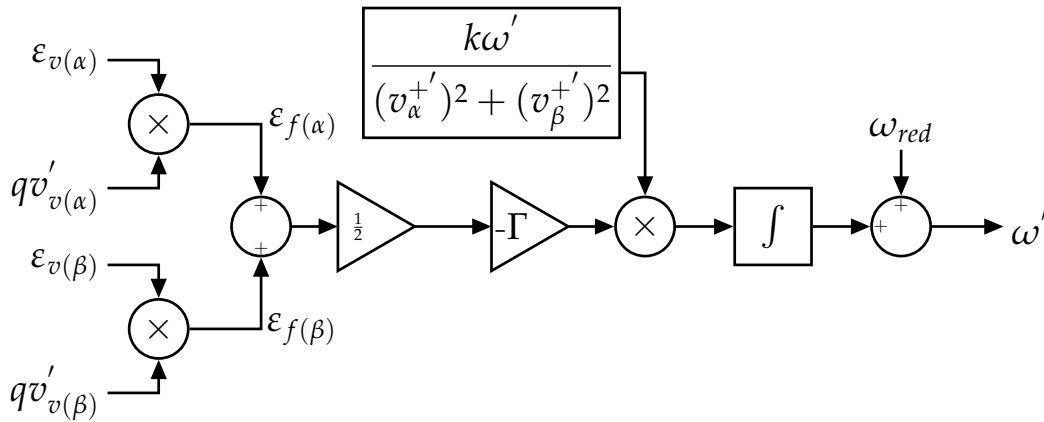 ε_{v(α)}
×
qv'_{v(α)}
ε_{f(α)}
ε_{v(β)}
×
qv'_{v(β)}
ε_{f(β)}
+
+
1/2
-Γ
kω'
(v_α^{+'})² + (v_β^{+'})²
×
∫
ω_{red}
+
+
ω'